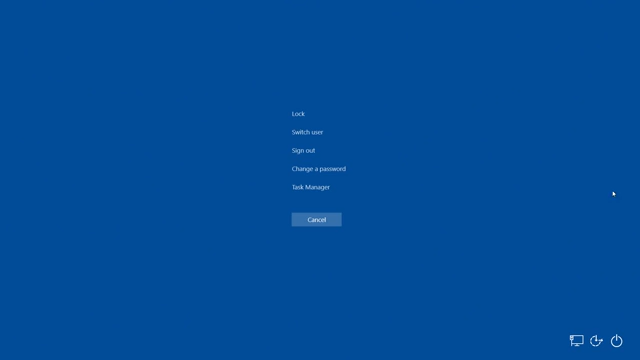 Lock
Switch user
Sign out
Change a password
Task Manager
Cancel